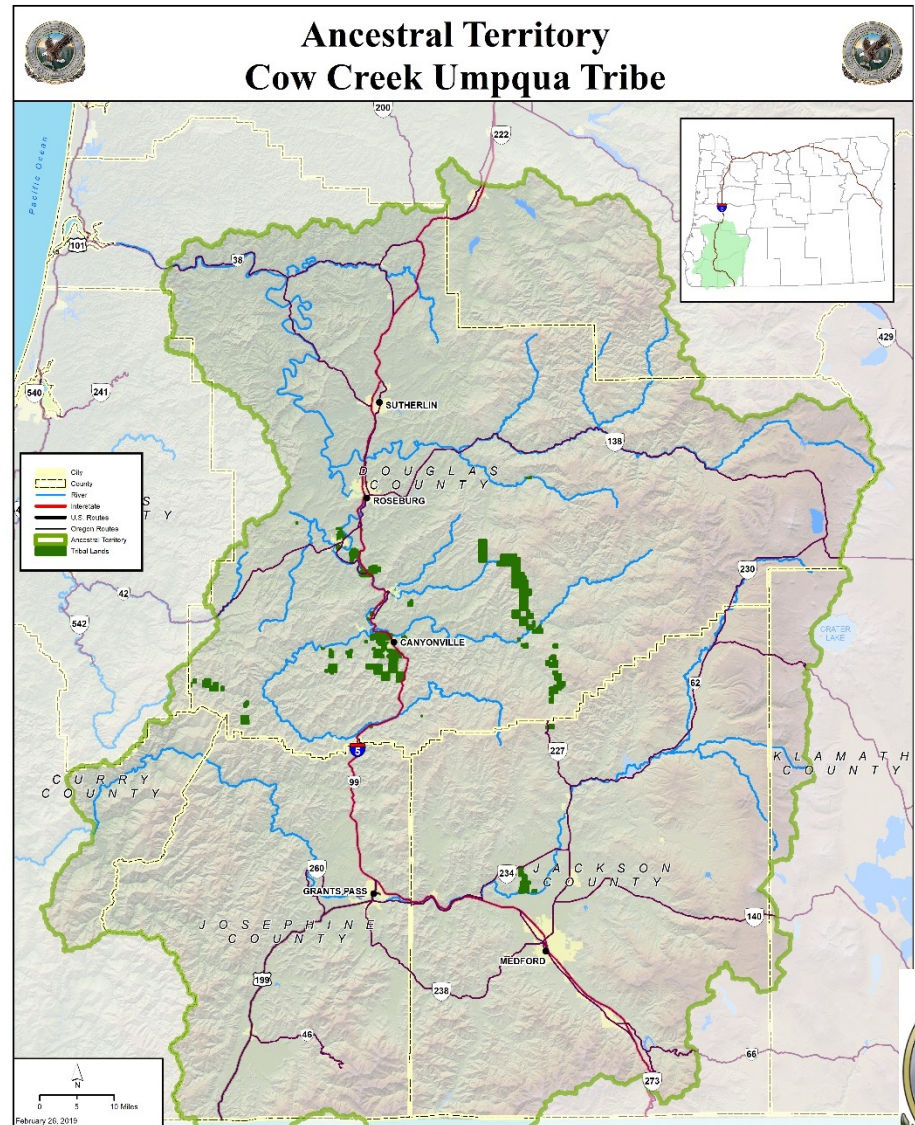 Ancestral Territory
Cow Creek Umpqua Tribe
200
222
Pacific Ocean
101
38
5
429
540
241
SUTHERLIN
138
City
County
River
Interstate
U.S. Routes
Oregon Routes
Ancestral Territory
Tribal Lands
DOUGLAS
COUNTY
ROSEBURG
230
42
542
CRATER
LAKE
CANYONVILLE
62
5
227
KLAMATH
COUNTY
99
CURRY
COUNTY
260
234
JACKSON
COUNTY
GRANTS PASS
140
JOSEPHINE
COUNTY
MEDFORD
199
238
46
66
273
N
0 5 10 Miles
February 26, 2019